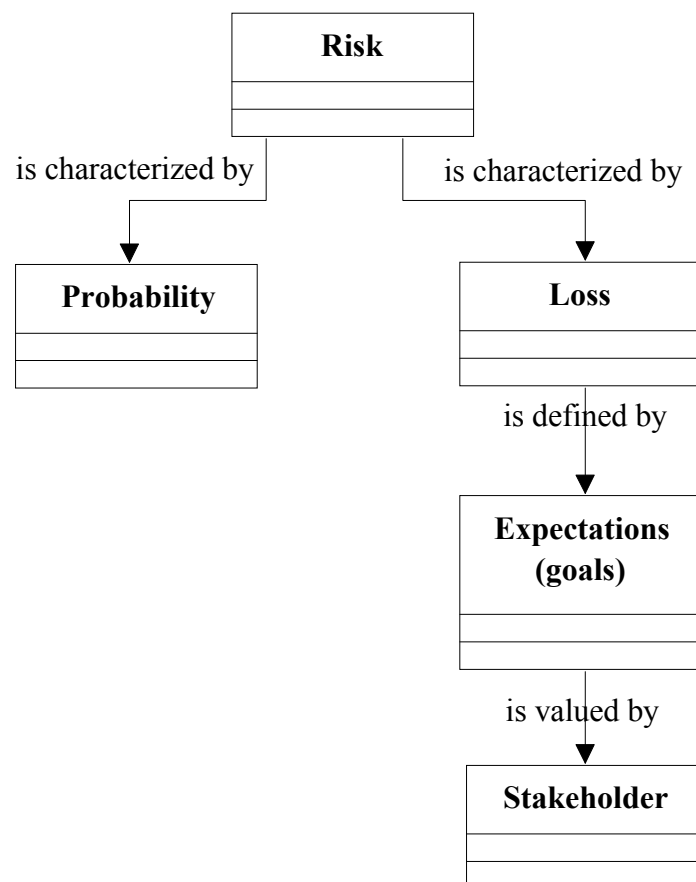 Risk
is characterized by
is characterized by
Probability
Loss
is defined by
Expectations
(goals)
is valued by
Stakeholder